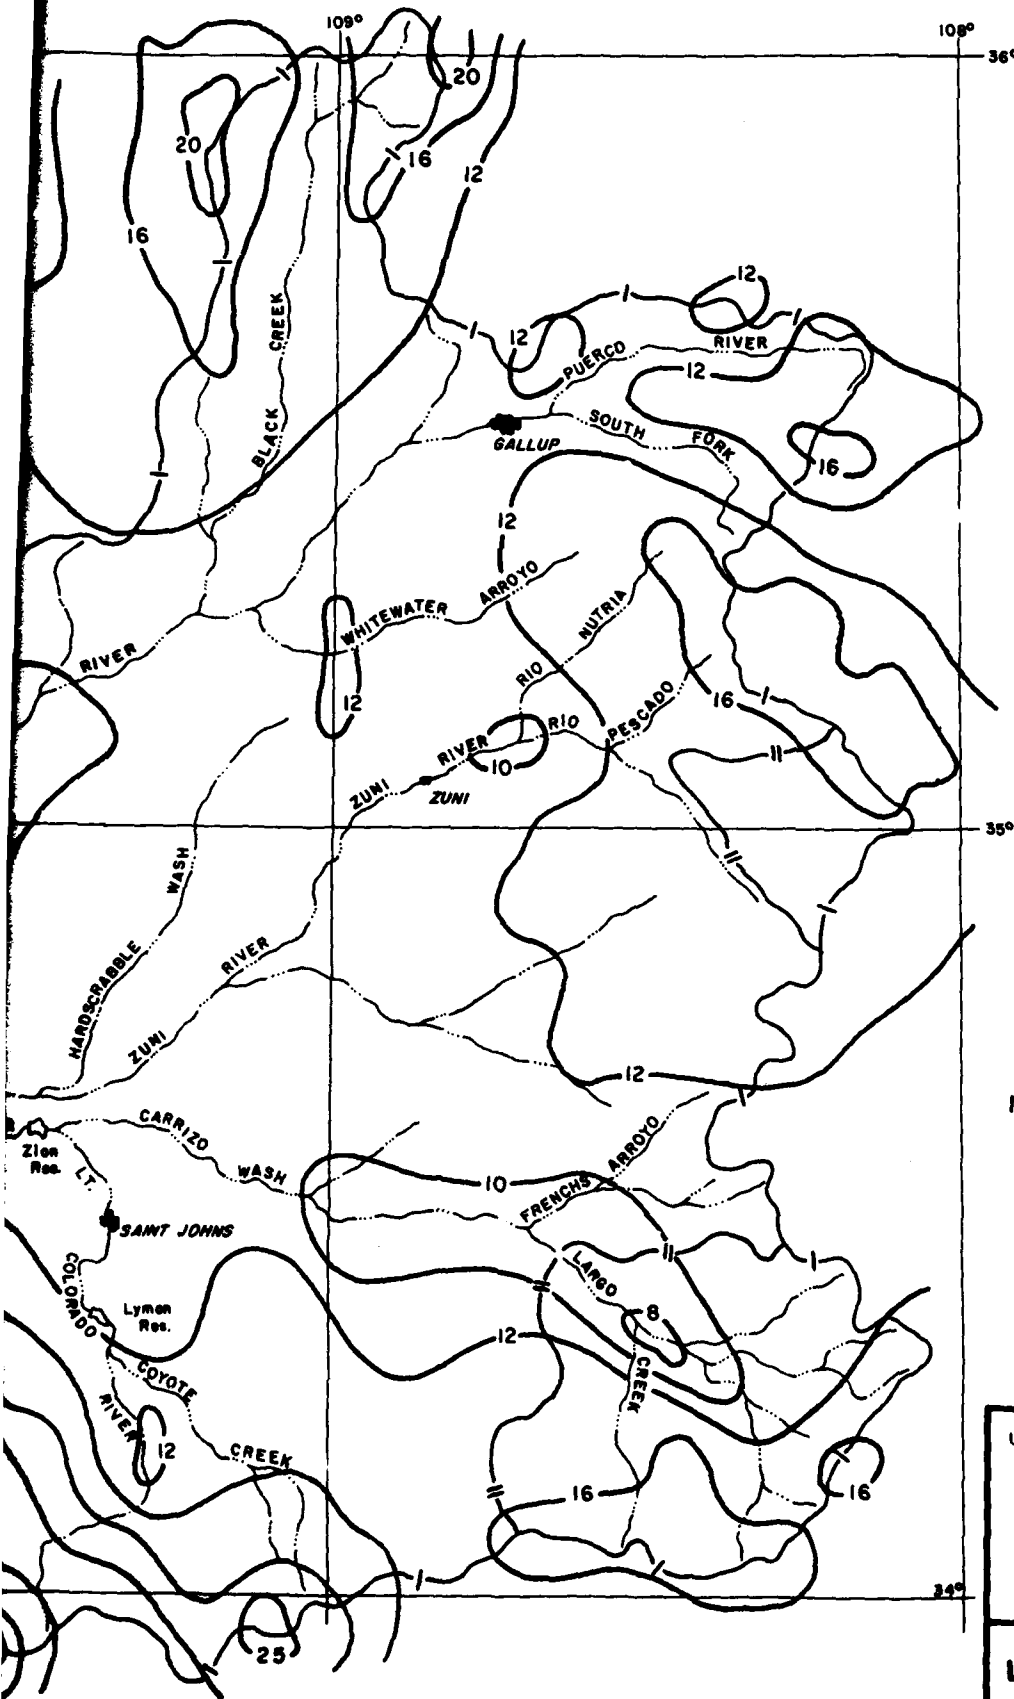 109°
108°
36°
20
20
16
12
16
12
12
BLACK CREEK
PUERCO RIVER
12
SOUTH FORK
GALLUP
16
12
WHITEWATER ARROYO
RIO NUTRIA
RIVER
12
16
RIO PESCADO
ZUNI RIVER
10
ZUNI
35°
HARDSCRABBLE WASH
ZUNI RIVER
12
CARRIZO WASH
Zion
Res.
10
FRENCHS ARROYO
LT. COLORADO RIVER
SAINT JOHNS
LARGO CREEK
8
Lyman
Res.
12
COYOTE CREEK
12
16
16
34°
25